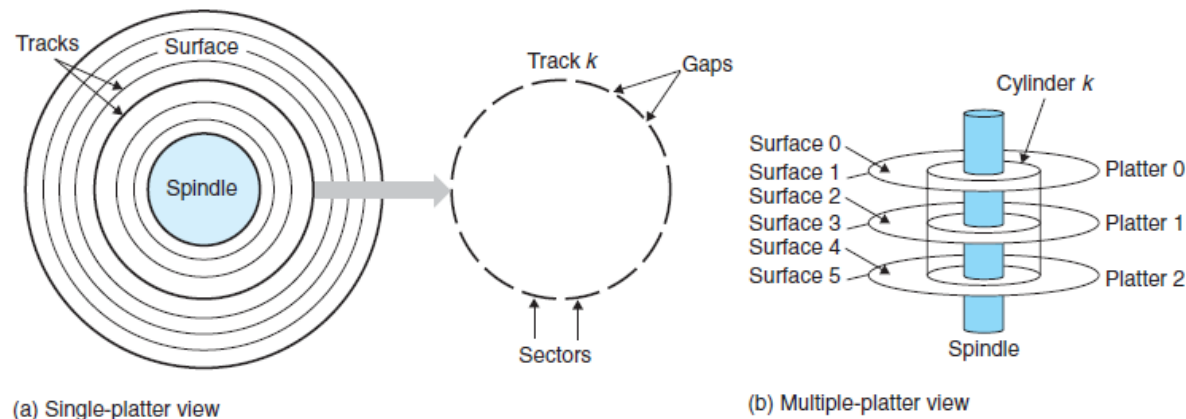 Tracks
Surface
Spindle
Track k
Gaps
Sectors
(a) Single-platter view
Cylinder k
Surface 0
Surface 1
Surface 2
Surface 3
Surface 4
Surface 5
Platter 0
Platter 1
Platter 2
Spindle
(b) Multiple-platter view